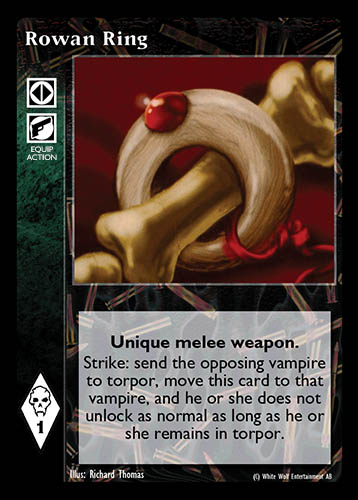 Rowan Ring
EQUIP
ACTION
Unique melee weapon.
Strike: send the opposing vampire
to torpor, move this card to that
vampire, and he or she does not
unlock as normal as long as he or
she remains in torpor.
1
Illus: Richard Thomas
(C) White Wolf Entertainment AB